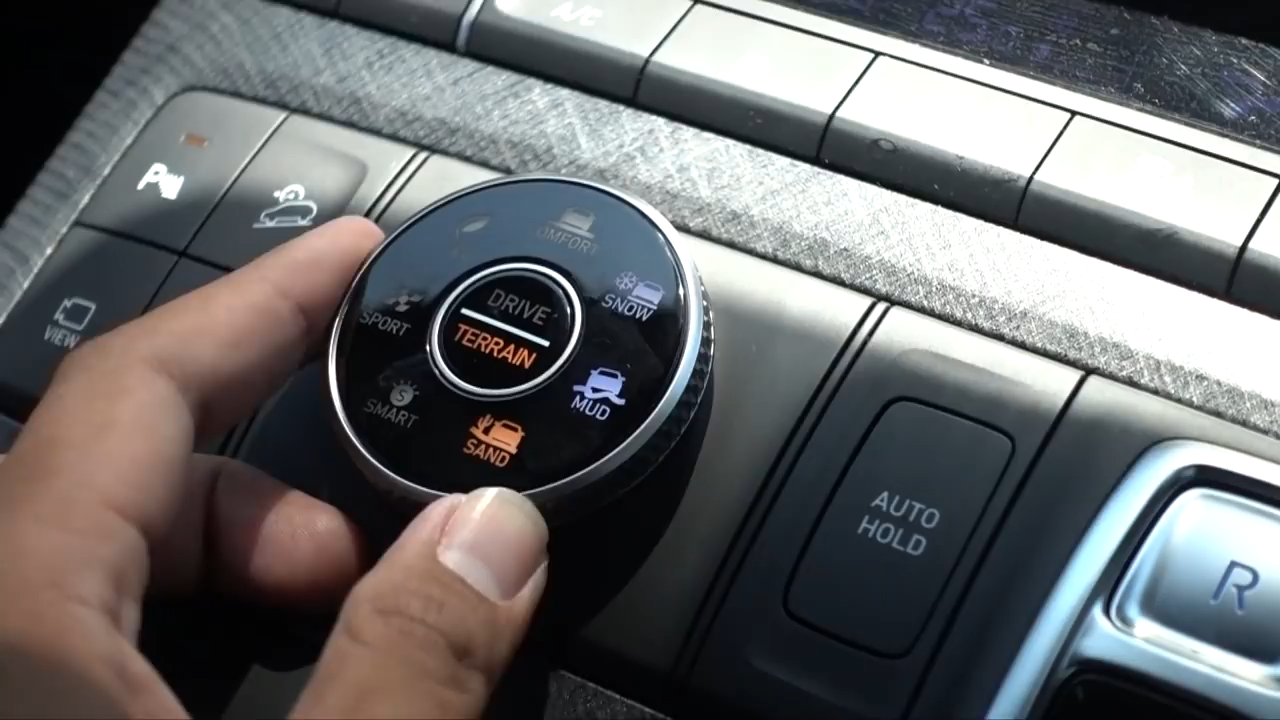 A/C
P
VIEW
COMFORT
SNOW
SPORT
DRIVE
TERRAIN
MUD
SMART
S
SAND
AUTO
HOLD
R